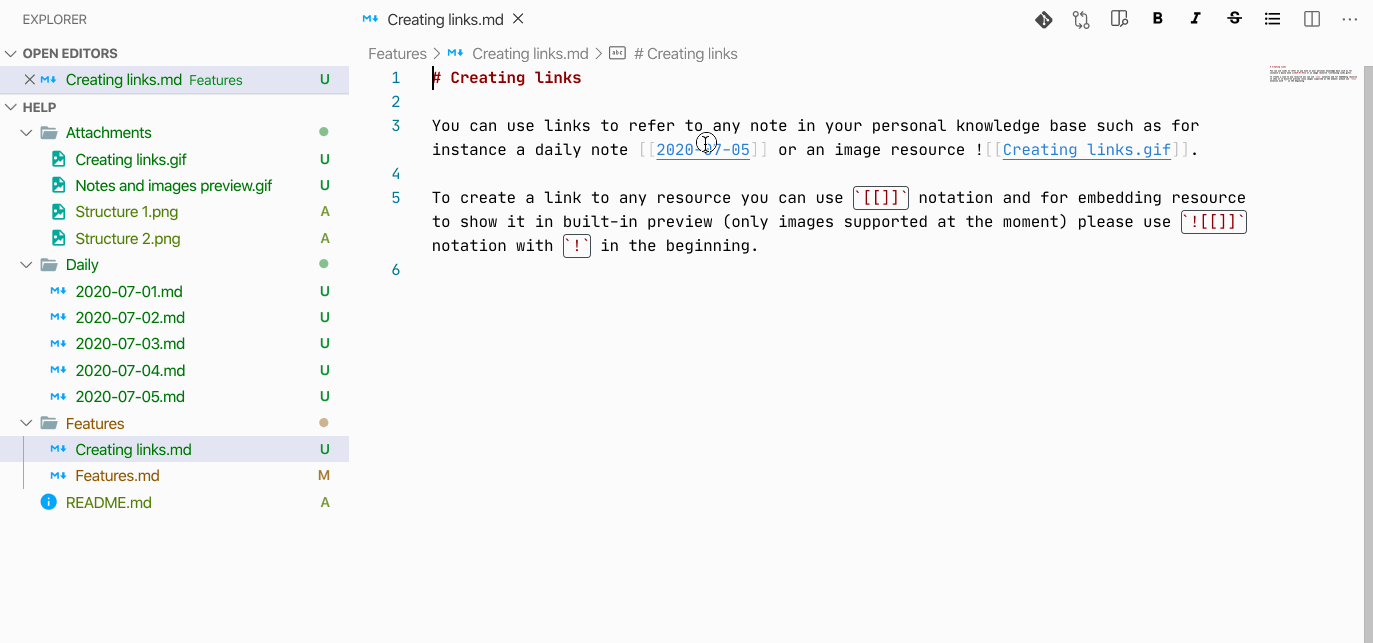 EXPLORER
OPEN EDITORS
Creating links.md Features U
HELP
Attachments
Creating links.gif U
Notes and images preview.gif U
Structure 1.png A
Structure 2.png A
Daily
2020-07-01.md U
2020-07-02.md U
2020-07-03.md U
2020-07-04.md U
2020-07-05.md U
Features
Creating links.md U
Features.md M
README.md A
Creating links.md
B I S
Features > Creating links.md > abc # Creating links
1 # Creating links
2
3 You can use links to refer to any note in your personal knowledge base such as for
instance a daily note [[2020-07-05]] or an image resource ![[Creating links.gif]].
4
5 To create a link to any resource you can use `[[]]` notation and for embedding resource
to show it in built-in preview (only images supported at the moment) please use `![[]]`
notation with `!` in the beginning.
6